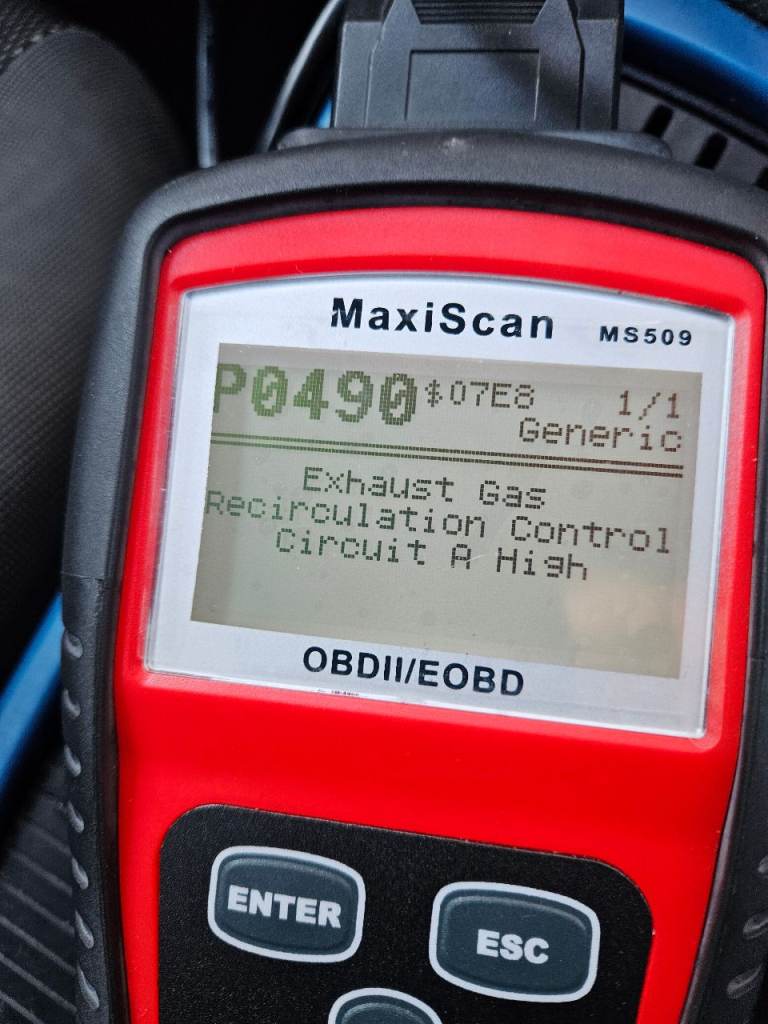 MaxiScan MS509
P0490 $07E8 1/1
Generic
Exhaust Gas
Recirculation Control
Circuit A High
OBDII/EOBD
ENTER
ESC